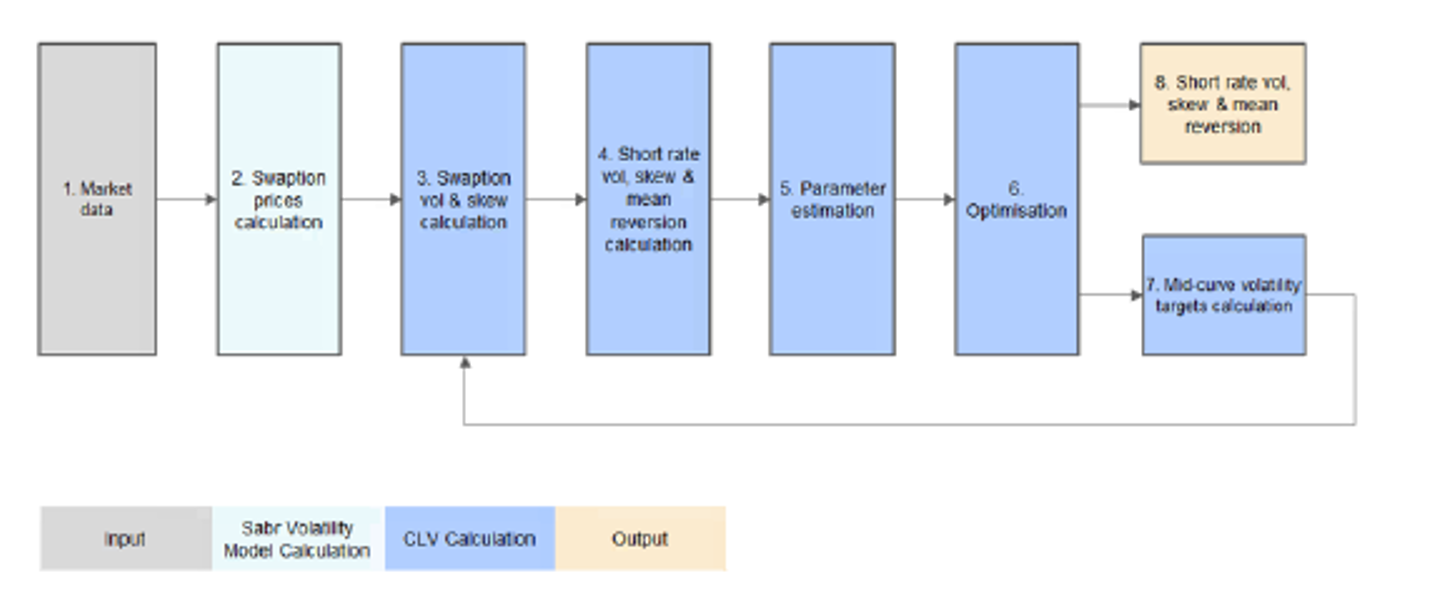 1. Market
data
2. Swaption
prices
calculation
3. Swaption
vol & skew
calculation
4. Short rate
vol, skew &
mean
reversion
calculation
5. Parameter
estimation
6.
Optimisation
8. Short rate vol,
skew & mean
reversion
7. Mid-curve volatility
targets calculation
Input
Sabr Volatility
Model Calculation
CLV Calculation
Output